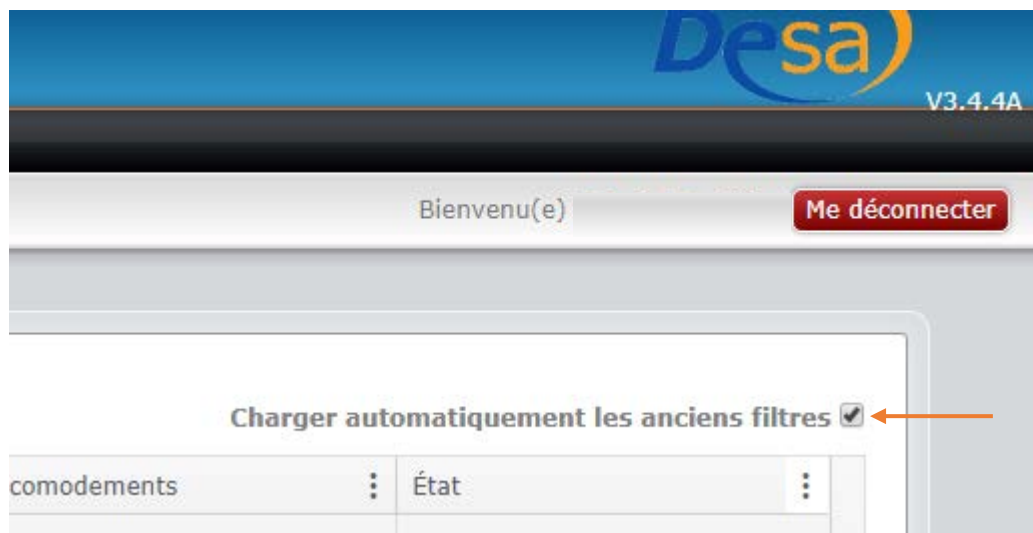 Desa
V3.4.4A
Bienvenu(e)
Me déconnecter
Charger automatiquement les anciens filtres
comodements
État